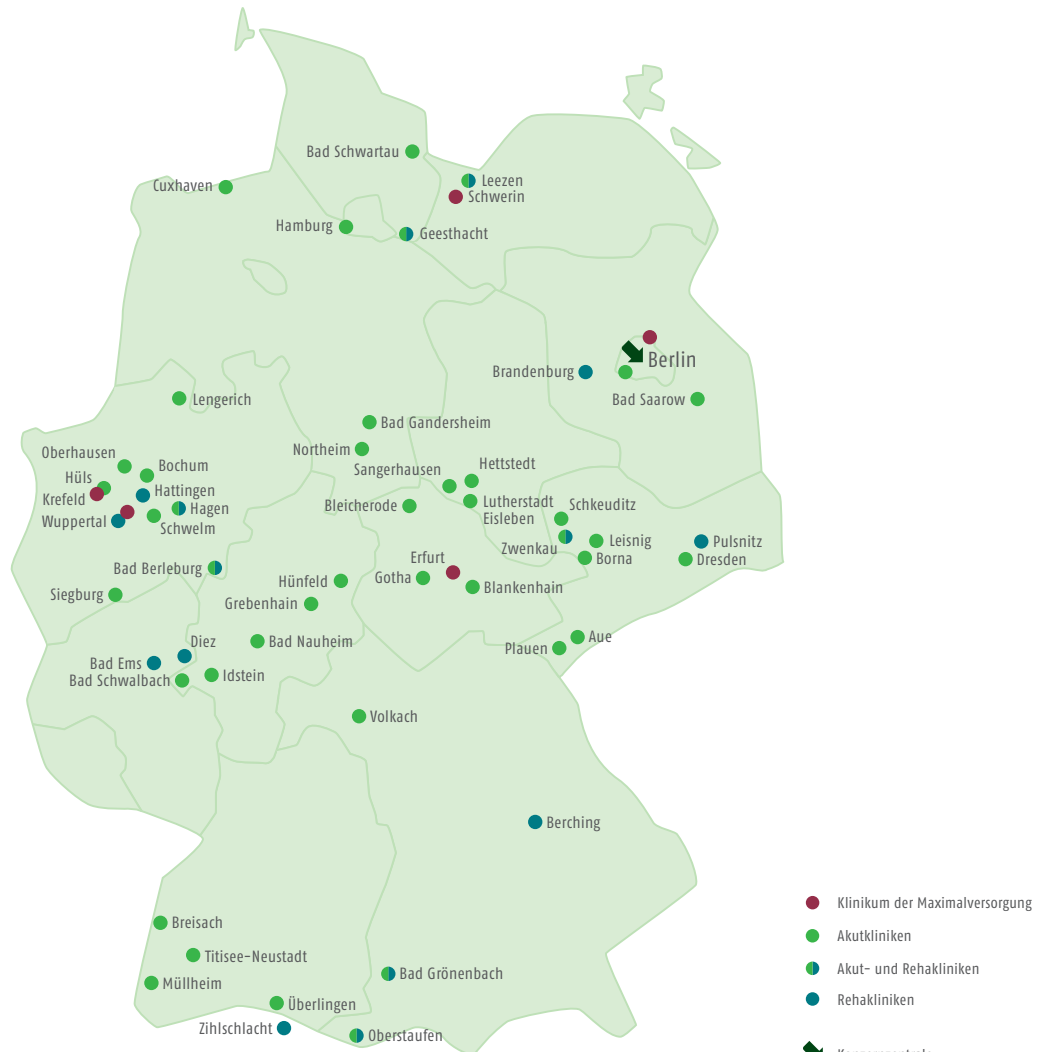 Bad Schwartau
Cuxhaven
Leezen
Schwerin
Hamburg
Geesthacht
Berlin
Brandenburg
Bad Saarow
Lengerich
Bad Gandersheim
Northeim
Oberhausen
Bochum
Sangerhausen
Hettstedt
Hüls
Hattingen
Krefeld
Hagen
Bleicherode
Lutherstadt
Eisleben
Schkeuditz
Wuppertal
Schwelm
Zwenkau
Leisnig
Pulsnitz
Borna
Dresden
Erfurt
Bad Berleburg
Hünfeld
Gotha
Blankenhain
Siegburg
Grebenhain
Aue
Diez
Bad Nauheim
Plauen
Bad Ems
Bad Schwalbach
Idstein
Volkach
Berching
Breisach
Titisee-Neustadt
Bad Grönenbach
Müllheim
Überlingen
Zihlschlacht
Oberstaufen
Klinikum der Maximalversorgung
Akutkliniken
Akut- und Rehakliniken
Rehakliniken